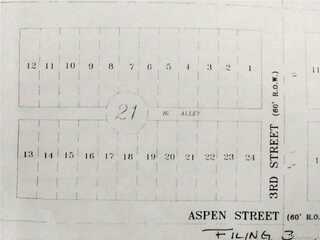 12 11 10 9 8 7 6 5 4 3 2 1
21
16' ALLEY
13 14 15 16 17 18 19 20 21 22 23 24
3RD STREET (60' R.O.W.)
11
ASPEN STREET (60' R.O.
FILING 3